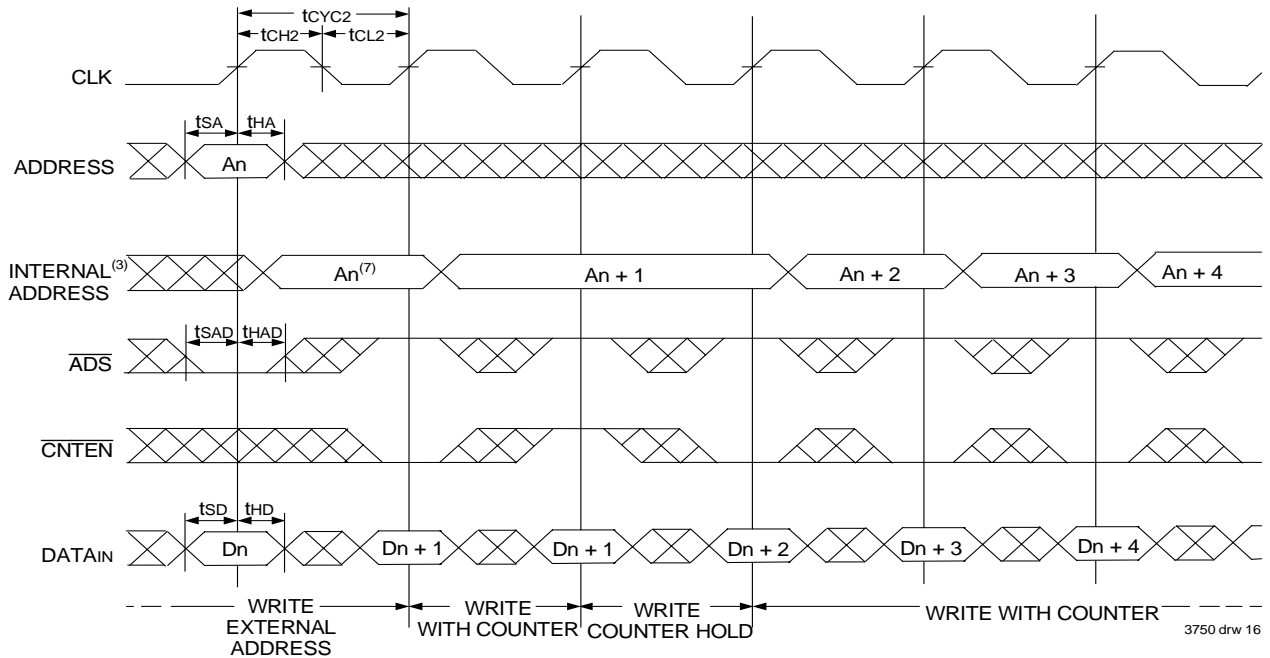 tCYC2
tCH2 tCL2
CLK
tSA tHA
ADDRESS An
INTERNAL(3) ADDRESS An(7) An + 1 An + 2 An + 3 An + 4
tSAD tHAD
ADS
CNTEN
tSD tHD
DATAIN Dn Dn + 1 Dn + 1 Dn + 2 Dn + 3 Dn + 4
WRITE EXTERNAL ADDRESS
WRITE WITH COUNTER
WRITE COUNTER HOLD
WRITE WITH COUNTER
3750 drw 16